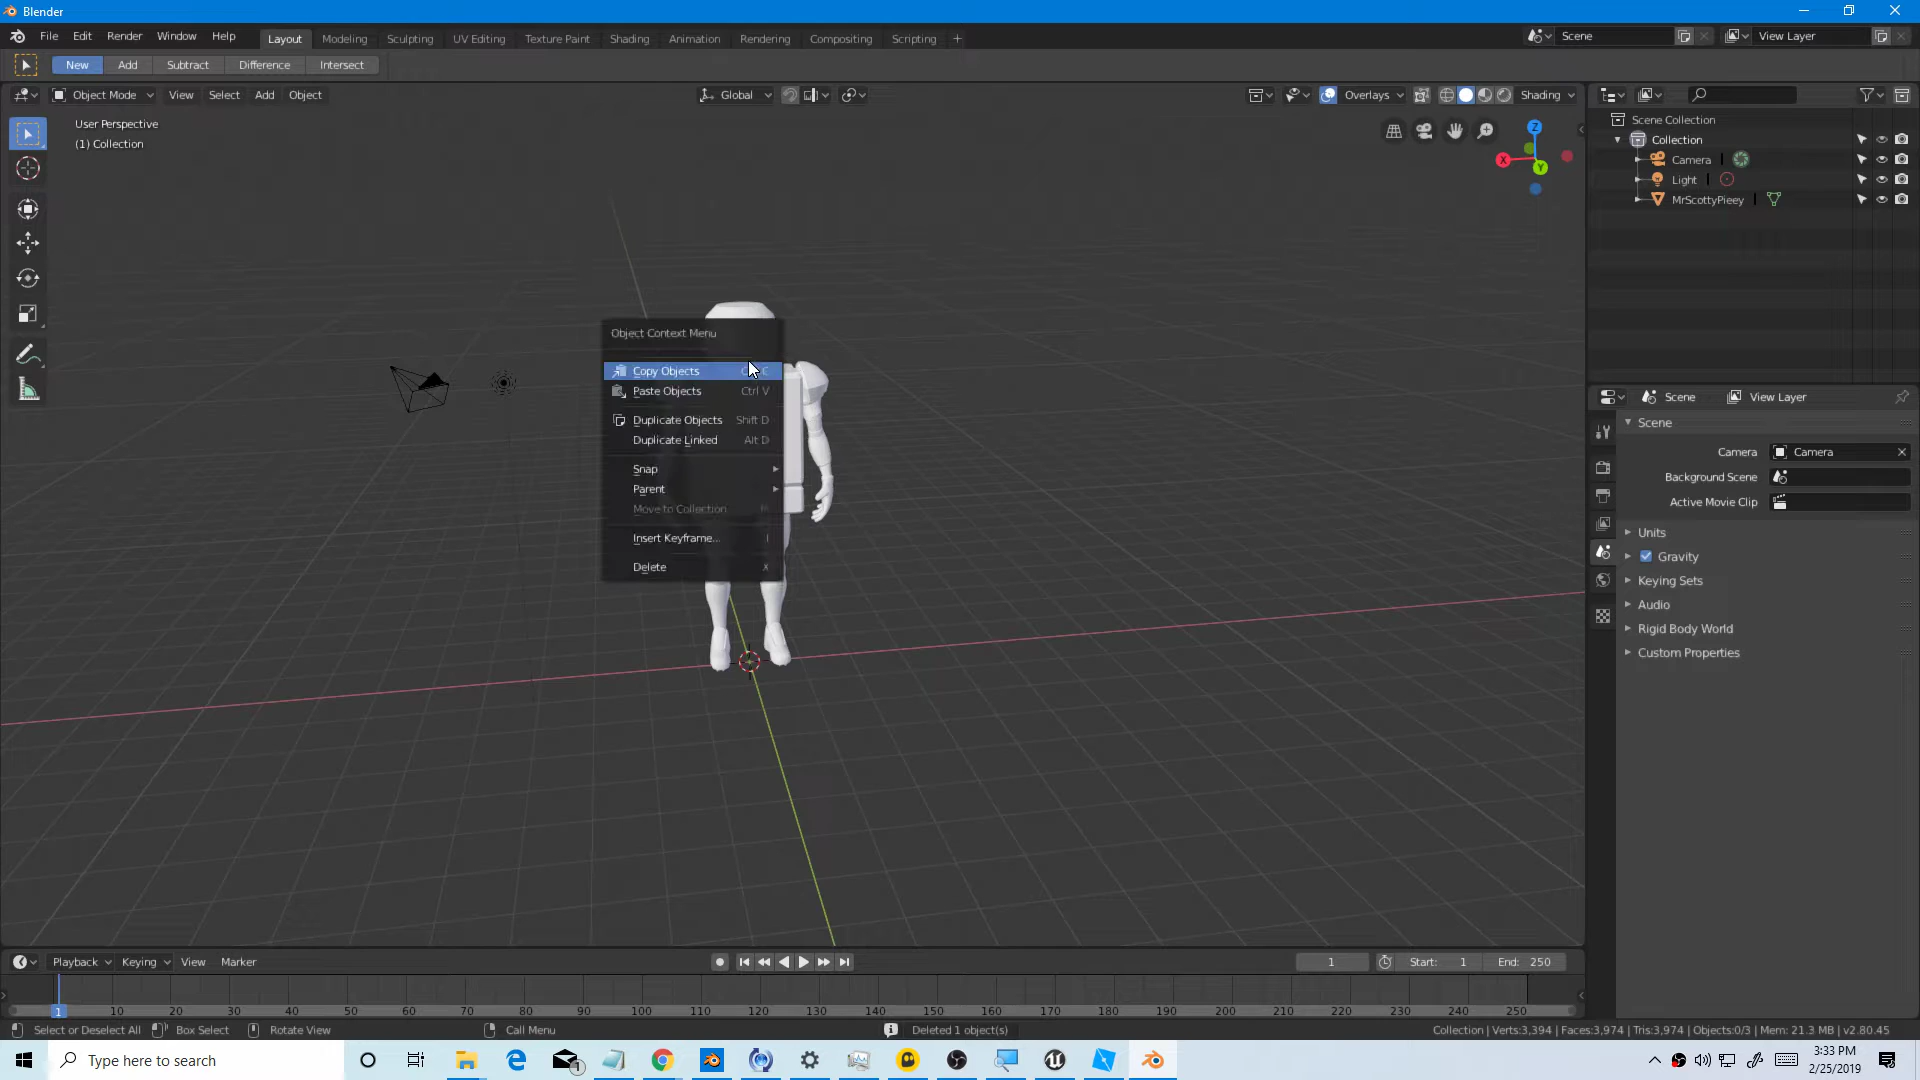 Blender
File Edit Render Window Help
Layout Modeling Sculpting UV Editing Texture Paint Shading Animation Rendering Compositing Scripting +
Scene
View Layer
New Add Subtract Difference Intersect
Object Mode View Select Add Object
Global
Overlays
Shading
User Perspective
(1) Collection
Z
X
Y
Scene Collection
Collection
Camera
Light
MrScottyPieey
Object Context Menu
Copy Objects
Paste Objects Ctrl V
Duplicate Objects Shift D
Duplicate Linked Alt D
Snap
Parent
Move to Collection M
Insert Keyframe... I
Delete X
Scene View Layer
Scene
Camera Camera
Background Scene
Active Movie Clip
Units
Gravity
Keying Sets
Audio
Rigid Body World
Custom Properties
Playback Keying View Marker
1
Start: 1
End: 250
1 10 20 30 40 50 60 70 80 90 100 110 120 130 140 150 160 170 180 190 200 210 220 230 240 250
Select or Deselect All Box Select Rotate View Call Menu
Deleted 1 object(s)
Collection | Verts:3,394 | Faces:3,974 | Tris:3,974 | Objects:0/3 | Mem: 21.3 MB | v2.80.45
Type here to search
1
3:33 PM
2/25/2019